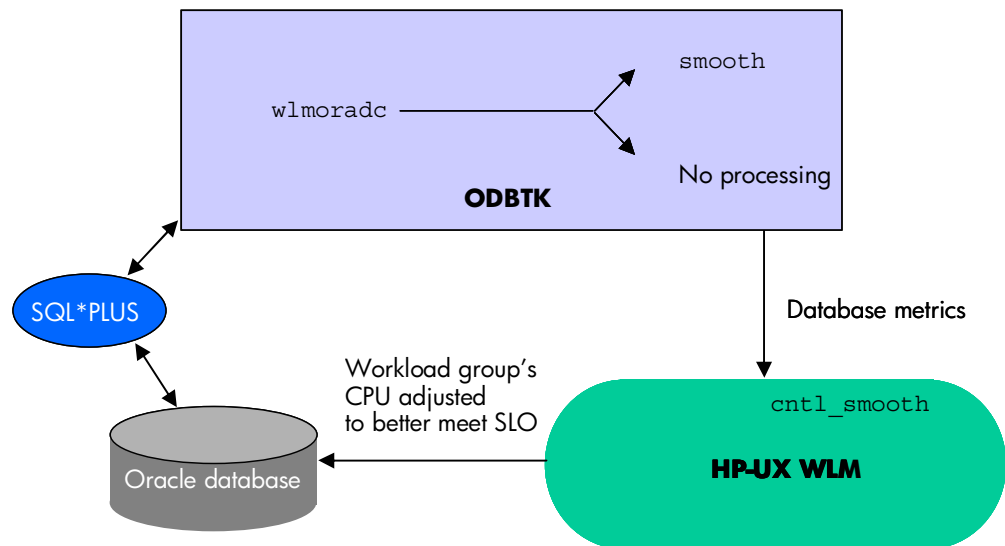 smooth
wlmoradc
No processing
ODBTK
SQL*PLUS
Database metrics
Workload group's
CPU adjusted
to better meet SLO
cntl_smooth
Oracle database
HP-UX WLM